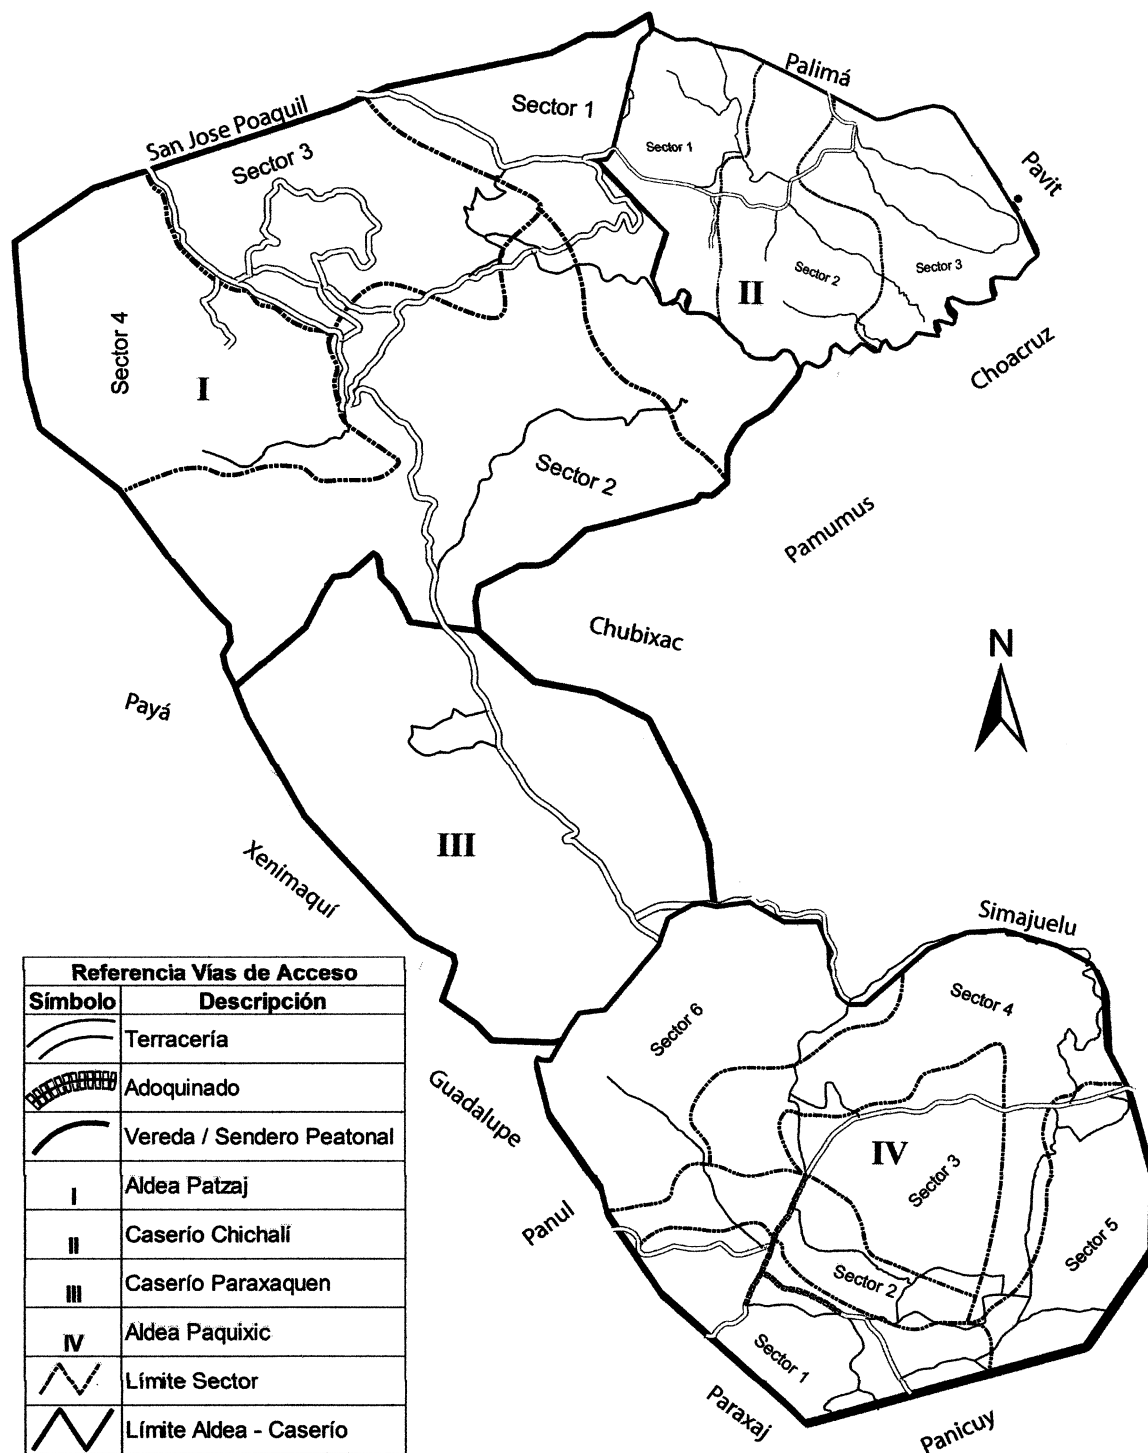 Palimá
San Jose Poaquil
Sector 1
Sector 3
Sector 1
Pavit
Sector 2
Sector 3
II
Sector 4
I
Choacruz
Sector 2
Pamumus
Chubixac
N
Payá
III
Xenimaquí
Simajuelu
Sector 4
Sector 6
Guadalupe
IV
Sector 3
Panul
Sector 5
Sector 2
Sector 1
Paraxaj
Panicuy
Referencia Vías de Acceso
Símbolo Descripción
Terracería
Adoquinado
Vereda / Sendero Peatonal
I Aldea Patzaj
II Caserío Chichalí
III Caserío Paraxaquen
IV Aldea Paquixic
Límite Sector
Límite Aldea - Caserío